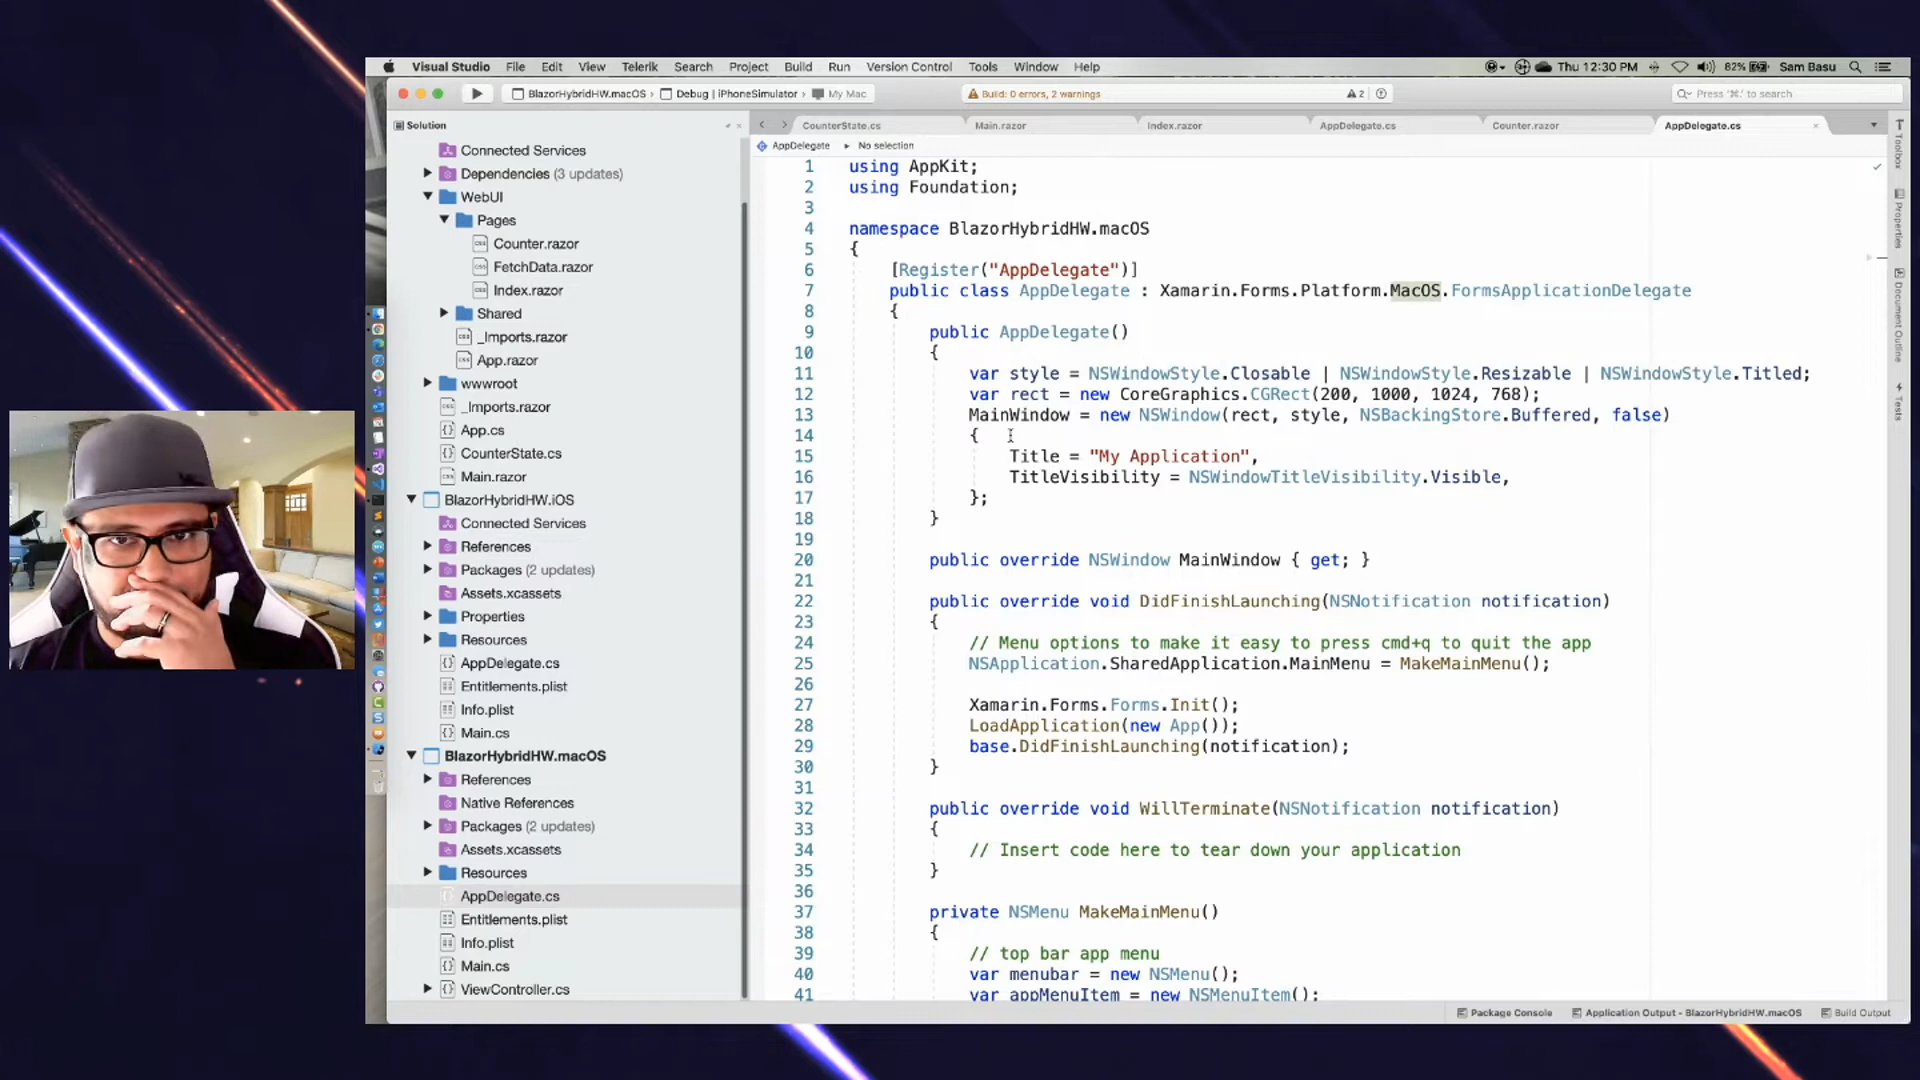 Visual Studio File Edit View Telerik Search Project Build Run Version Control Tools Window Help Thu 12:30 PM 82% Sam Basu
BlazorHybridHW.macOS › Debug | iPhoneSimulator › My Mac
Build: 0 errors, 2 warnings
2
Press '⌘.' to search
Solution
Connected Services
Dependencies (3 updates)
WebUI
Pages
Counter.razor
FetchData.razor
Index.razor
Shared
_Imports.razor
App.razor
wwwroot
_Imports.razor
App.cs
CounterState.cs
Main.razor
BlazorHybridHW.iOS
Connected Services
References
Packages (2 updates)
Assets.xcassets
Properties
Resources
AppDelegate.cs
Entitlements.plist
Info.plist
Main.cs
BlazorHybridHW.macOS
References
Native References
Packages (2 updates)
Assets.xcassets
Resources
AppDelegate.cs
Entitlements.plist
Info.plist
Main.cs
ViewController.cs
CounterState.cs Main.razor Index.razor AppDelegate.cs Counter.razor AppDelegate.cs
AppDelegate ▸ No selection
1 using AppKit;
2 using Foundation;
3
4 namespace BlazorHybridHW.macOS
5 {
6 [Register("AppDelegate")]
7 public class AppDelegate : Xamarin.Forms.Platform.MacOS.FormsApplicationDelegate
8 {
9 public AppDelegate()
10 {
11 var style = NSWindowStyle.Closable | NSWindowStyle.Resizable | NSWindowStyle.Titled;
12 var rect = new CoreGraphics.CGRect(200, 1000, 1024, 768);
13 MainWindow = new NSWindow(rect, style, NSBackingStore.Buffered, false)
14 {
15 Title = "My Application",
16 TitleVisibility = NSWindowTitleVisibility.Visible,
17 };
18 }
19
20 public override NSWindow MainWindow { get; }
21
22 public override void DidFinishLaunching(NSNotification notification)
23 {
24 // Menu options to make it easy to press cmd+q to quit the app
25 NSApplication.SharedApplication.MainMenu = MakeMainMenu();
26
27 Xamarin.Forms.Forms.Init();
28 LoadApplication(new App());
29 base.DidFinishLaunching(notification);
30 }
31
32 public override void WillTerminate(NSNotification notification)
33 {
34 // Insert code here to tear down your application
35 }
36
37 private NSMenu MakeMainMenu()
38 {
39 // top bar app menu
40 var menubar = new NSMenu();
41 var appMenuItem = new NSMenuItem();
Toolbox
Properties
Document Outline
Tests
Package Console Application Output - BlazorHybridHW.macOS Build Output